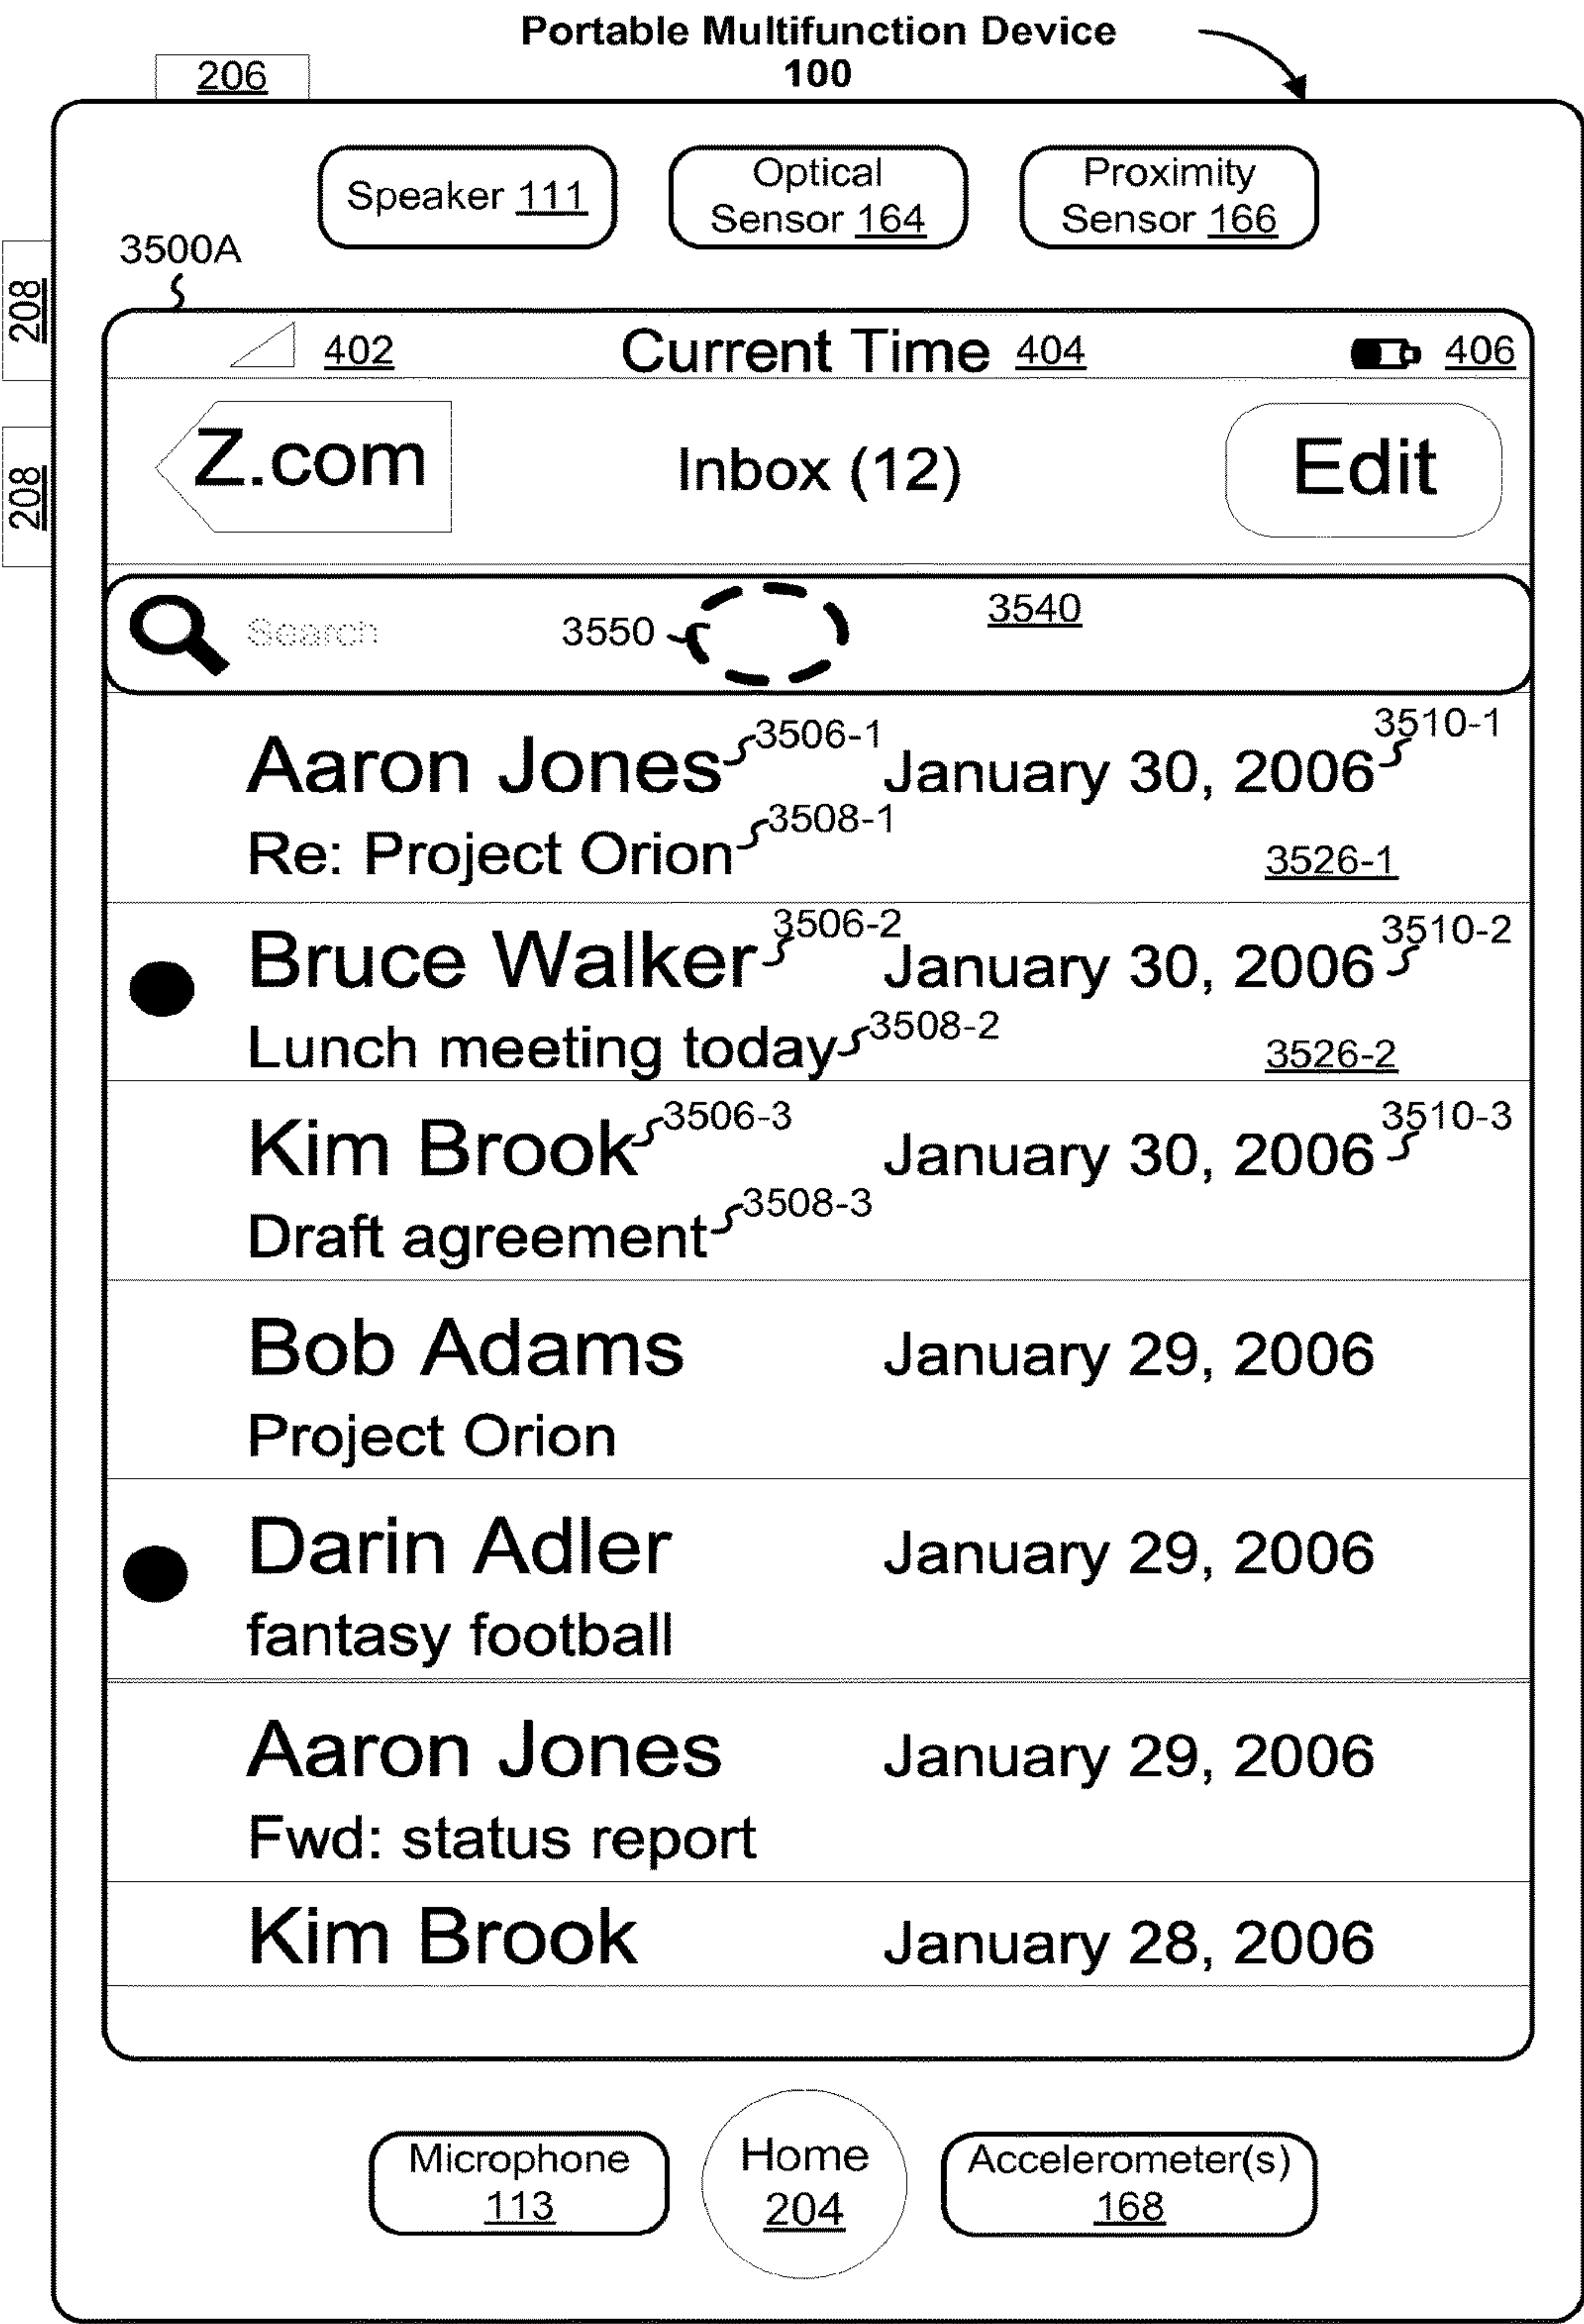 Portable Multifunction Device
100
206
Speaker 111
Optical
Sensor 164
Proximity
Sensor 166
3500A
208
402
Current Time 404
406
Z.com
Inbox (12)
Edit
208
Search
3550
3540
Aaron Jones 3506-1 January 30, 2006 3510-1
Re: Project Orion 3508-1
3526-1
Bruce Walker 3506-2 January 30, 2006 3510-2
Lunch meeting today 3508-2
3526-2
Kim Brook 3506-3 January 30, 2006 3510-3
Draft agreement 3508-3
Bob Adams January 29, 2006
Project Orion
Darin Adler January 29, 2006
fantasy football
Aaron Jones January 29, 2006
Fwd: status report
Kim Brook January 28, 2006
Microphone
113
Home
204
Accelerometer(s)
168